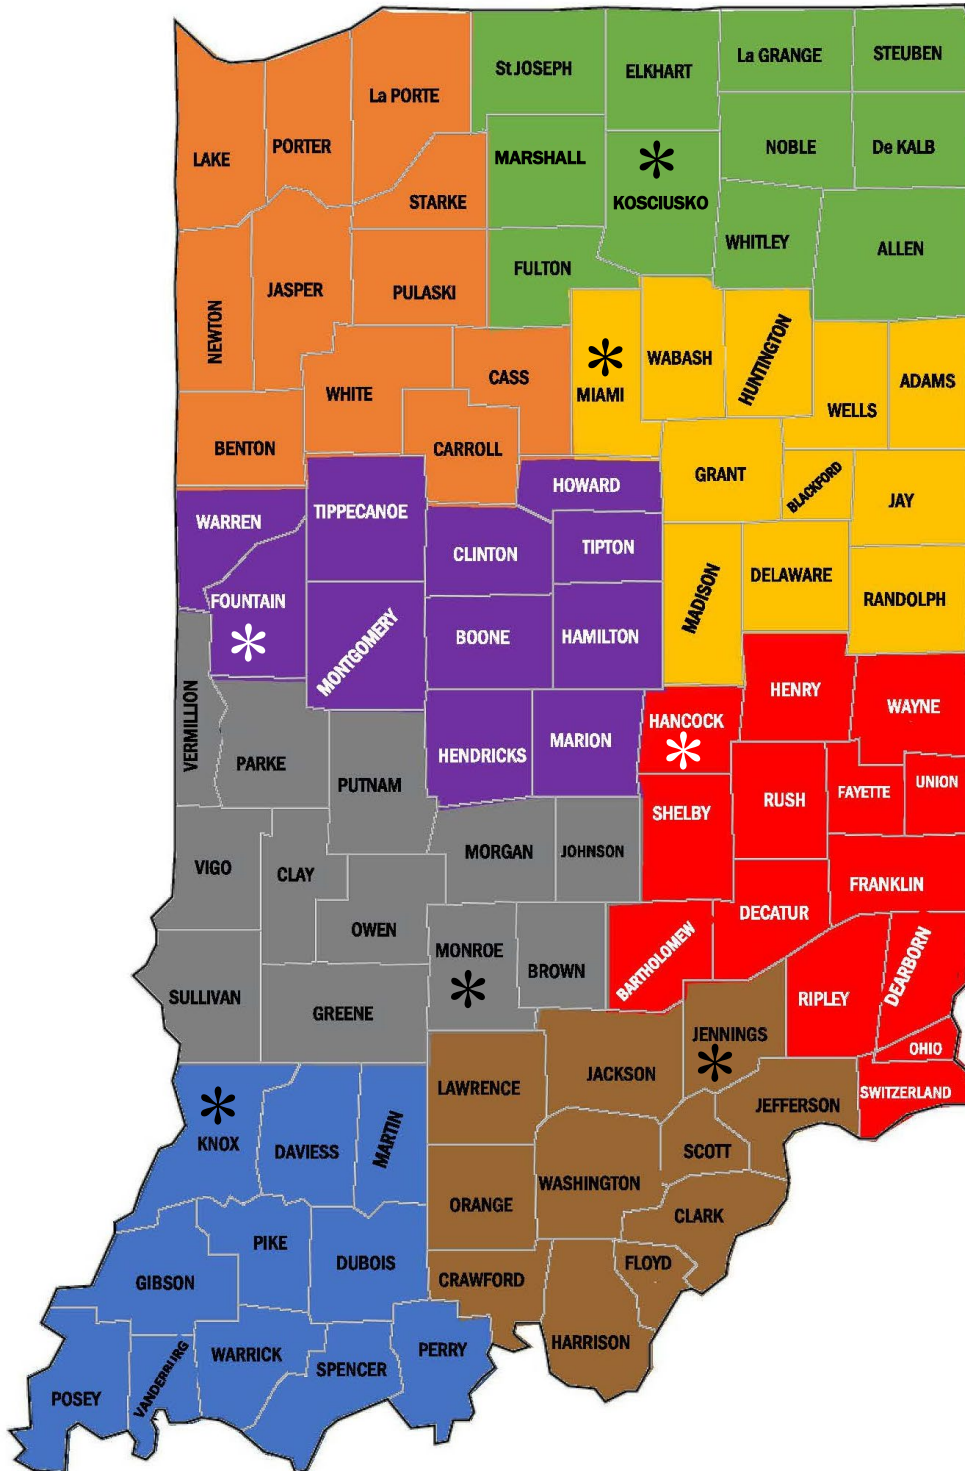 St JOSEPH
ELKHART
La GRANGE
STEUBEN
La PORTE
LAKE
PORTER
MARSHALL
NOBLE
De KALB
STARKE
KOSCIUSKO
WHITLEY
ALLEN
FULTON
NEWTON
JASPER
PULASKI
WABASH
HUNTINGTON
CASS
MIAMI
WHITE
WELLS
ADAMS
BENTON
CARROLL
GRANT
BLACKFORD
JAY
HOWARD
WARREN
TIPPECANOE
CLINTON
TIPTON
MADISON
DELAWARE
RANDOLPH
FOUNTAIN
MONTGOMERY
BOONE
HAMILTON
HENRY
WAYNE
VERMILLION
HANCOCK
MARION
HENDRICKS
PARKE
PUTNAM
SHELBY
RUSH
FAYETTE
UNION
VIGO
CLAY
MORGAN
JOHNSON
FRANKLIN
DECATUR
OWEN
MONROE
BROWN
BARTHOLOMEW
DEARBORN
SULLIVAN
GREENE
RIPLEY
JENNINGS
OHIO
LAWRENCE
JACKSON
SWITZERLAND
JEFFERSON
KNOX
DAVIESS
MARTIN
SCOTT
ORANGE
WASHINGTON
CLARK
PIKE
DUBOIS
FLOYD
GIBSON
CRAWFORD
HARRISON
WARRICK
SPENCER
PERRY
POSEY
VANDERBURG